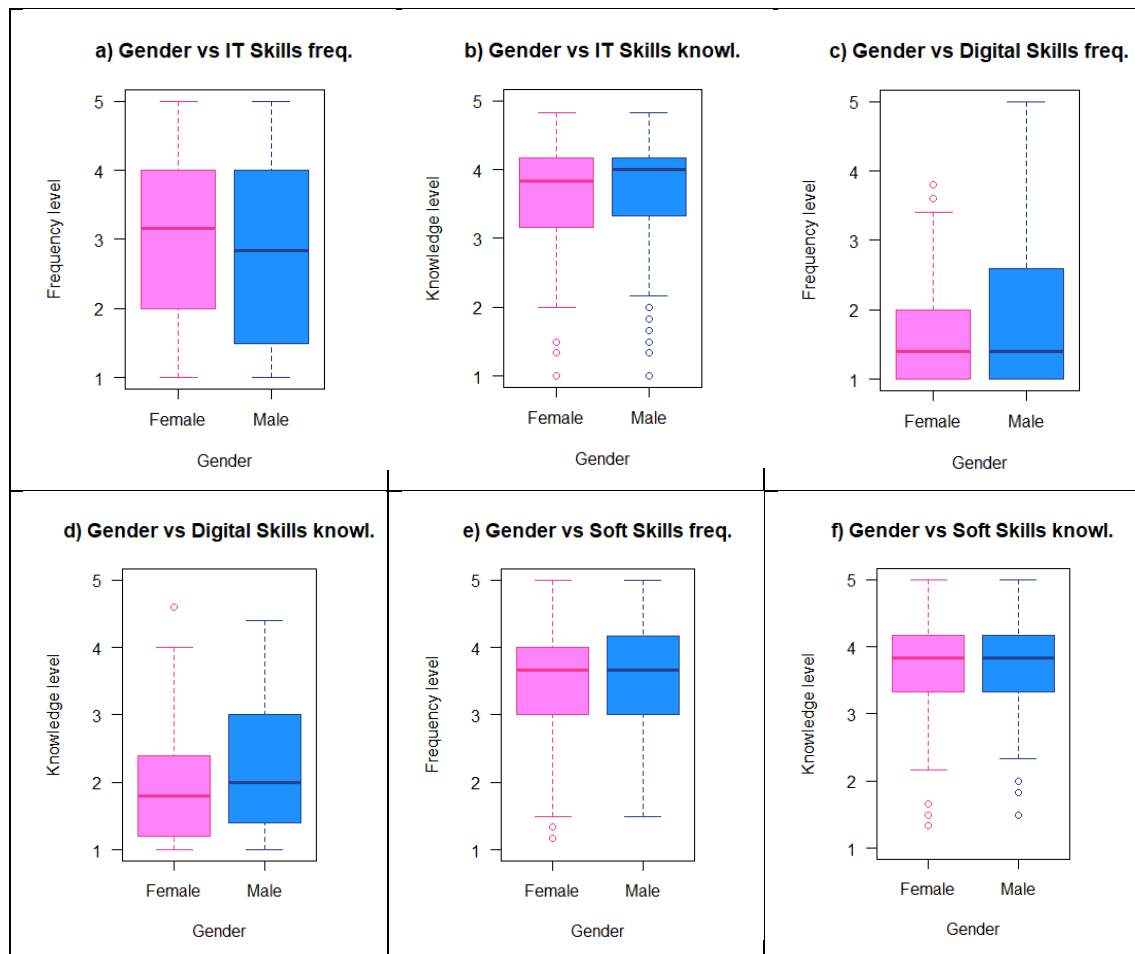 a) Gender vs IT Skills freq.
Frequency level
5
4
3
2
1
Female Male
Gender
b) Gender vs IT Skills knowl.
Knowledge level
5
4
3
2
1
Female Male
Gender
c) Gender vs Digital Skills freq.
Frequency level
5
4
3
2
1
Female Male
Gender
d) Gender vs Digital Skills knowl.
Knowledge level
5
4
3
2
1
Female Male
Gender
e) Gender vs Soft Skills freq.
Frequency level
5
4
3
2
1
Female Male
Gender
f) Gender vs Soft Skills knowl.
Knowledge level
5
4
3
2
1
Female Male
Gender